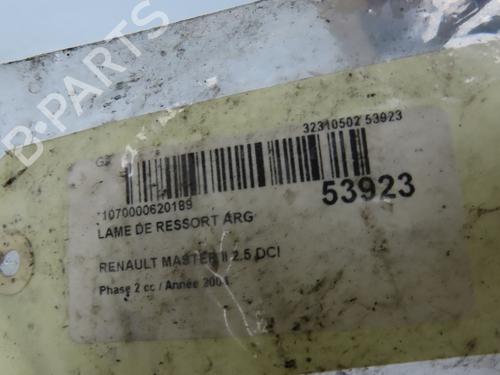 B-PARTS
32310502 53923
53923
*1070000620189
LAME DE RESSORT ARG
RENAULT MASTER II 2.5 DCI
Phase 2 cc / Année